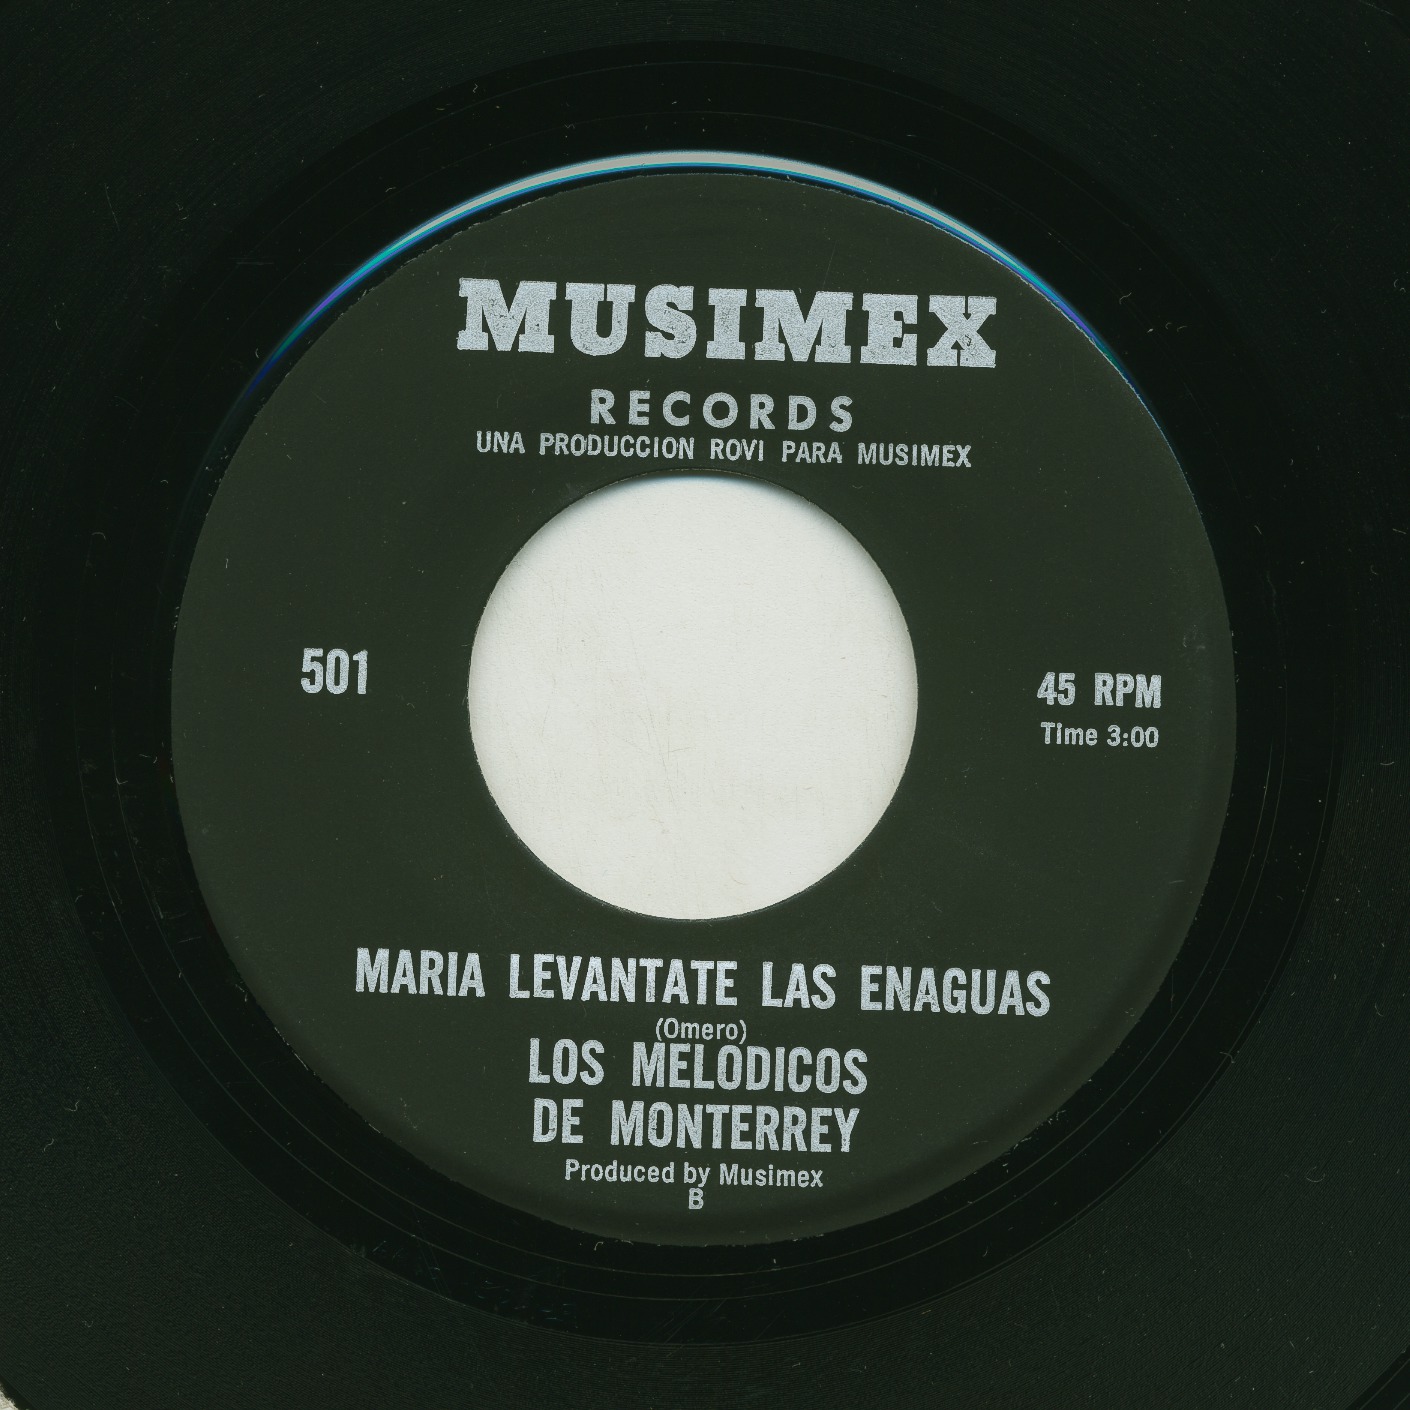 MUSIMEX
RECORDS
UNA PRODUCCION ROVI PARA MUSIMEX
501
45 RPM
Time 3:00
MARIA LEVANTATE LAS ENAGUAS
(Omero)
LOS MELODICOS
DE MONTERREY
Produced by Musimex
B